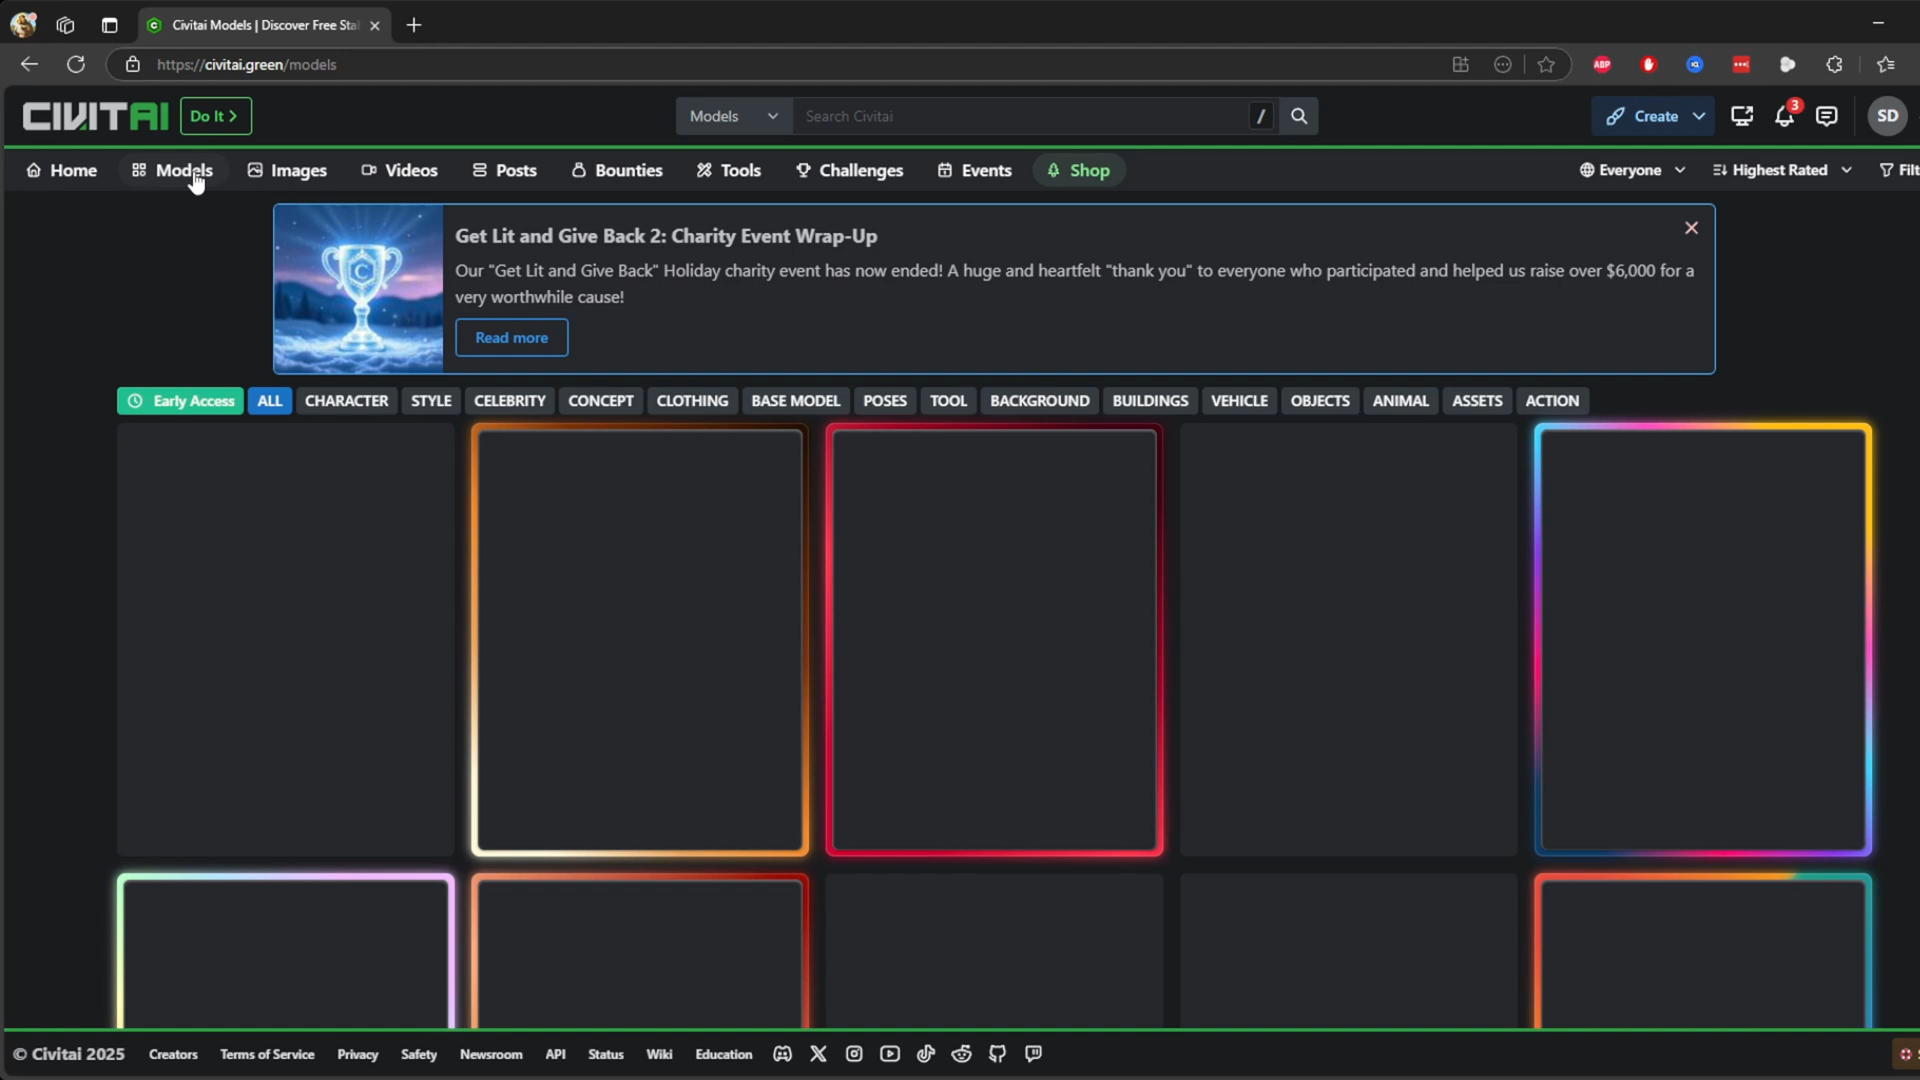 Civitai Models | Discover Free Sta
https://civitai.green/models
CIVITAI
Do It >
Models
Search Civitai
/
Create
3
SD
Home
Models
Images
Videos
Posts
Bounties
Tools
Challenges
Events
Shop
Everyone
Highest Rated
Filt
Get Lit and Give Back 2: Charity Event Wrap-Up
Our "Get Lit and Give Back" Holiday charity event has now ended! A huge and heartfelt "thank you" to everyone who participated and helped us raise over $6,000 for a
very worthwhile cause!
Read more
Early Access
ALL
CHARACTER
STYLE
CELEBRITY
CONCEPT
CLOTHING
BASE MODEL
POSES
TOOL
BACKGROUND
BUILDINGS
VEHICLE
OBJECTS
ANIMAL
ASSETS
ACTION
© Civitai 2025
Creators
Terms of Service
Privacy
Safety
Newsroom
API
Status
Wiki
Education